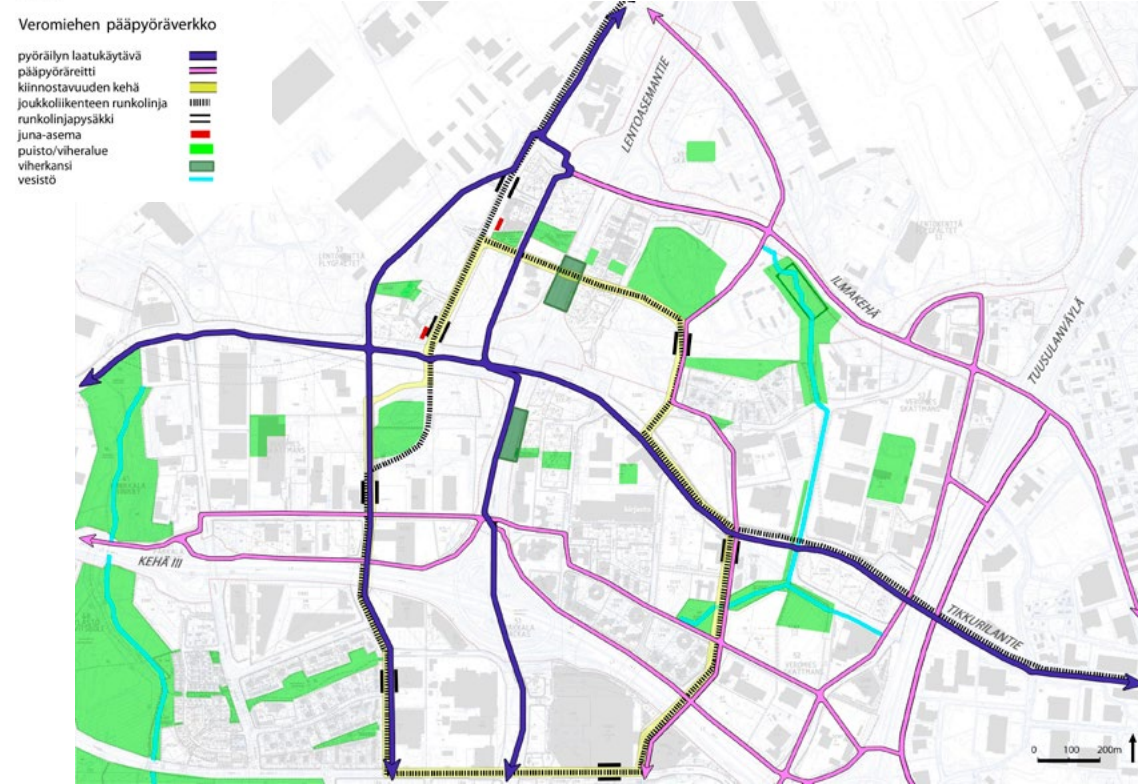 Veromiehen pääpyöräverkko
pyöräilyn laatukäytävä
pääpyöräreitti
kiinnostavuuden kehä
joukkoliikenteen runkolinja
runkolinjapysäkki
juna-asema
puisto/viheralue
viherkansi
vesistö
LENTOASEMANTIE
ILMAKEHÄ
TUUSULANVÄYLÄ
KEHÄ III
TIKKURILANTIE
0 100 200m